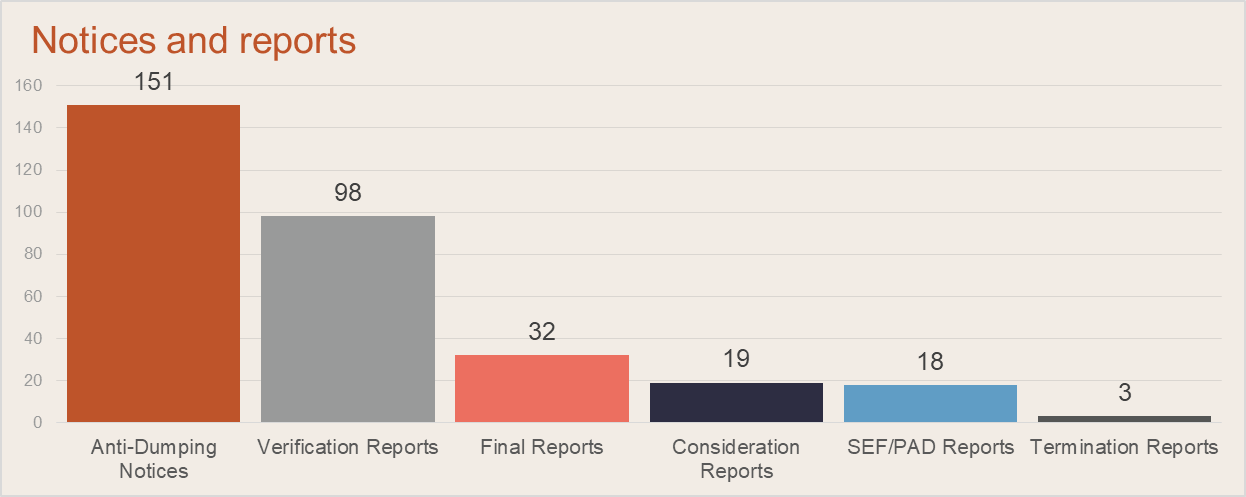 Notices and reports
160
140
120
100
80
60
40
20
0
151
98
32
19
18
3
Anti-Dumping
Notices
Verification Reports
Final Reports
Consideration
Reports
SEF/PAD Reports
Termination Reports